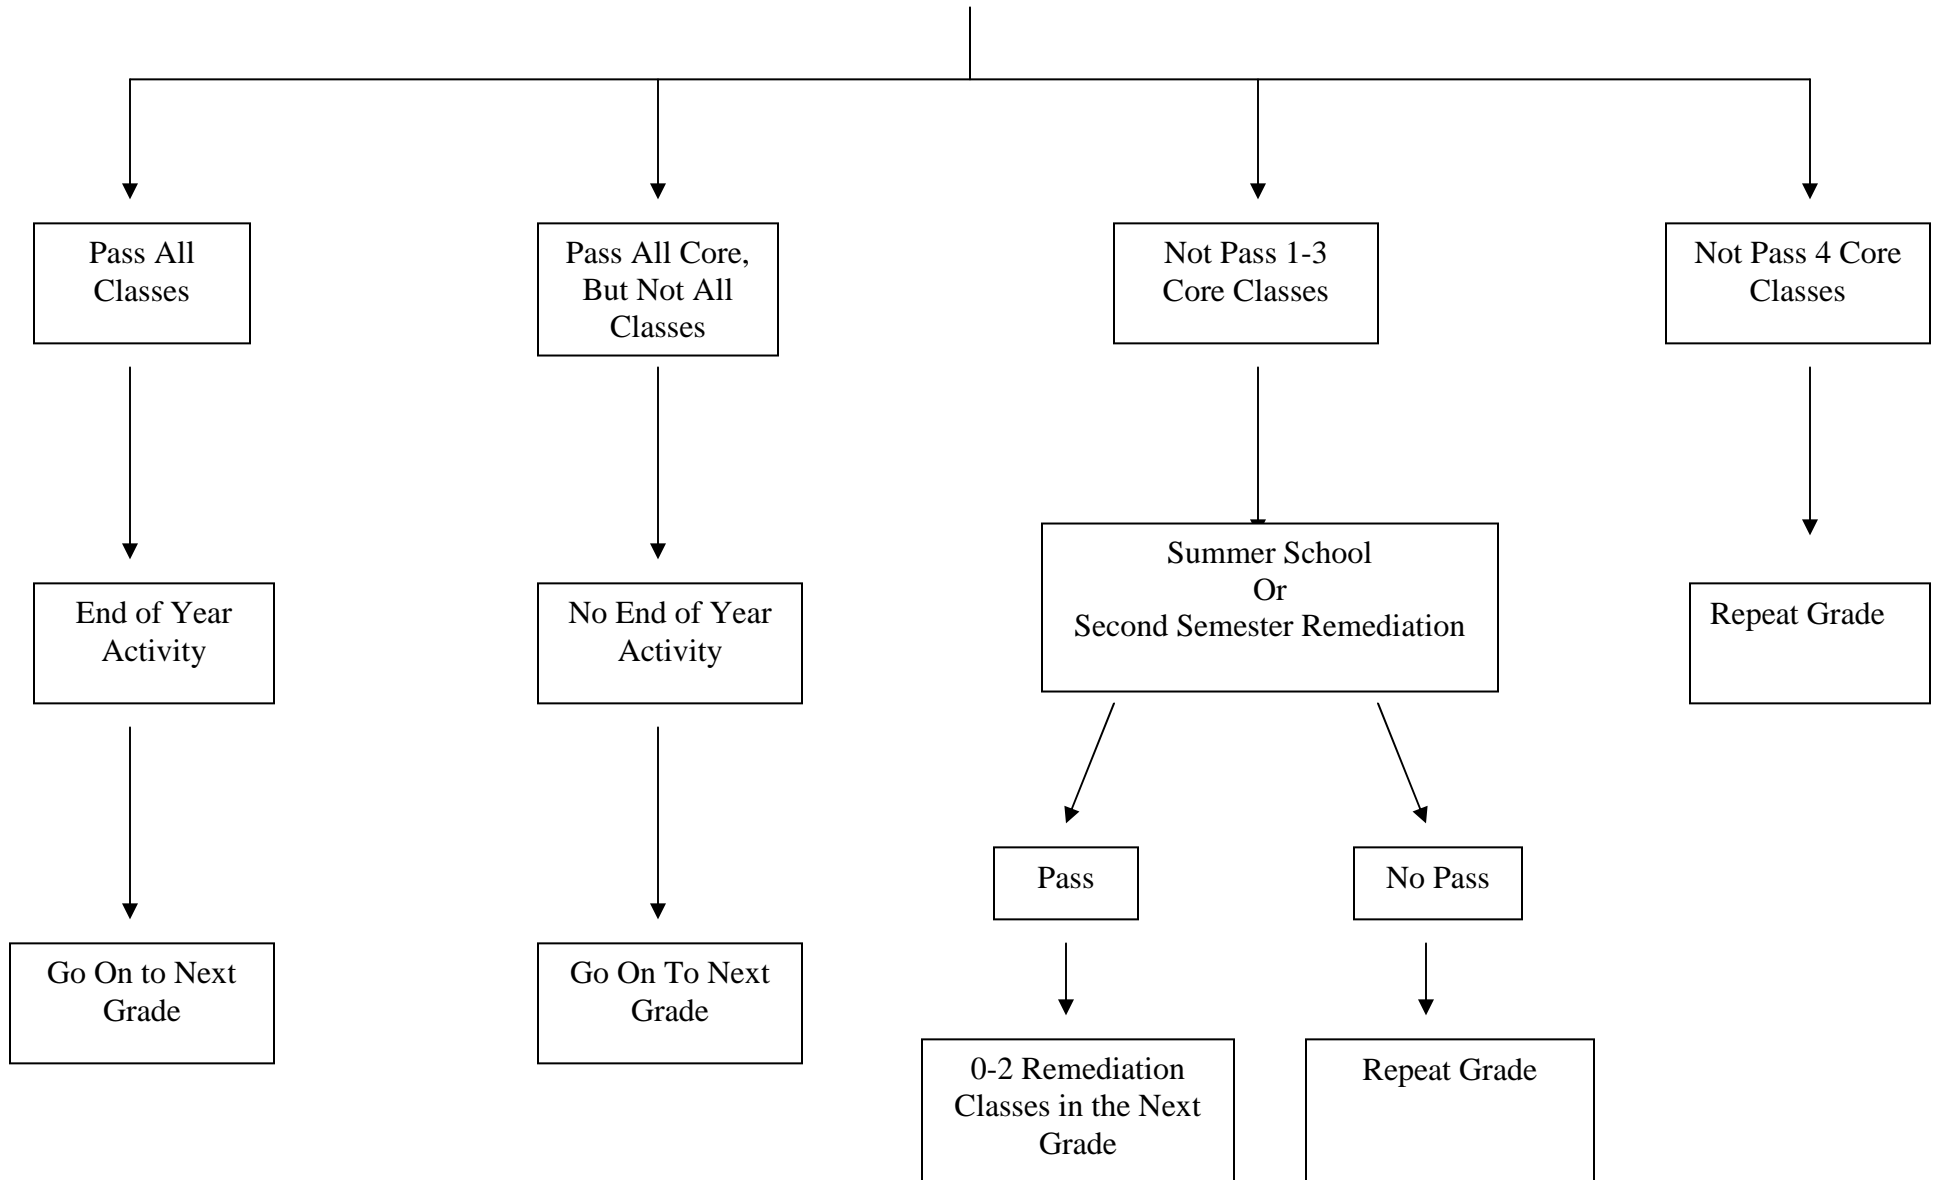 Pass All
Classes
Pass All Core,
But Not All
Classes
Not Pass 1-3
Core Classes
Not Pass 4 Core
Classes
End of Year
Activity
No End of Year
Activity
Summer School
Or
Second Semester Remediation
Repeat Grade
Pass
No Pass
Go On to Next
Grade
Go On To Next
Grade
0-2 Remediation
Classes in the Next
Grade
Repeat Grade